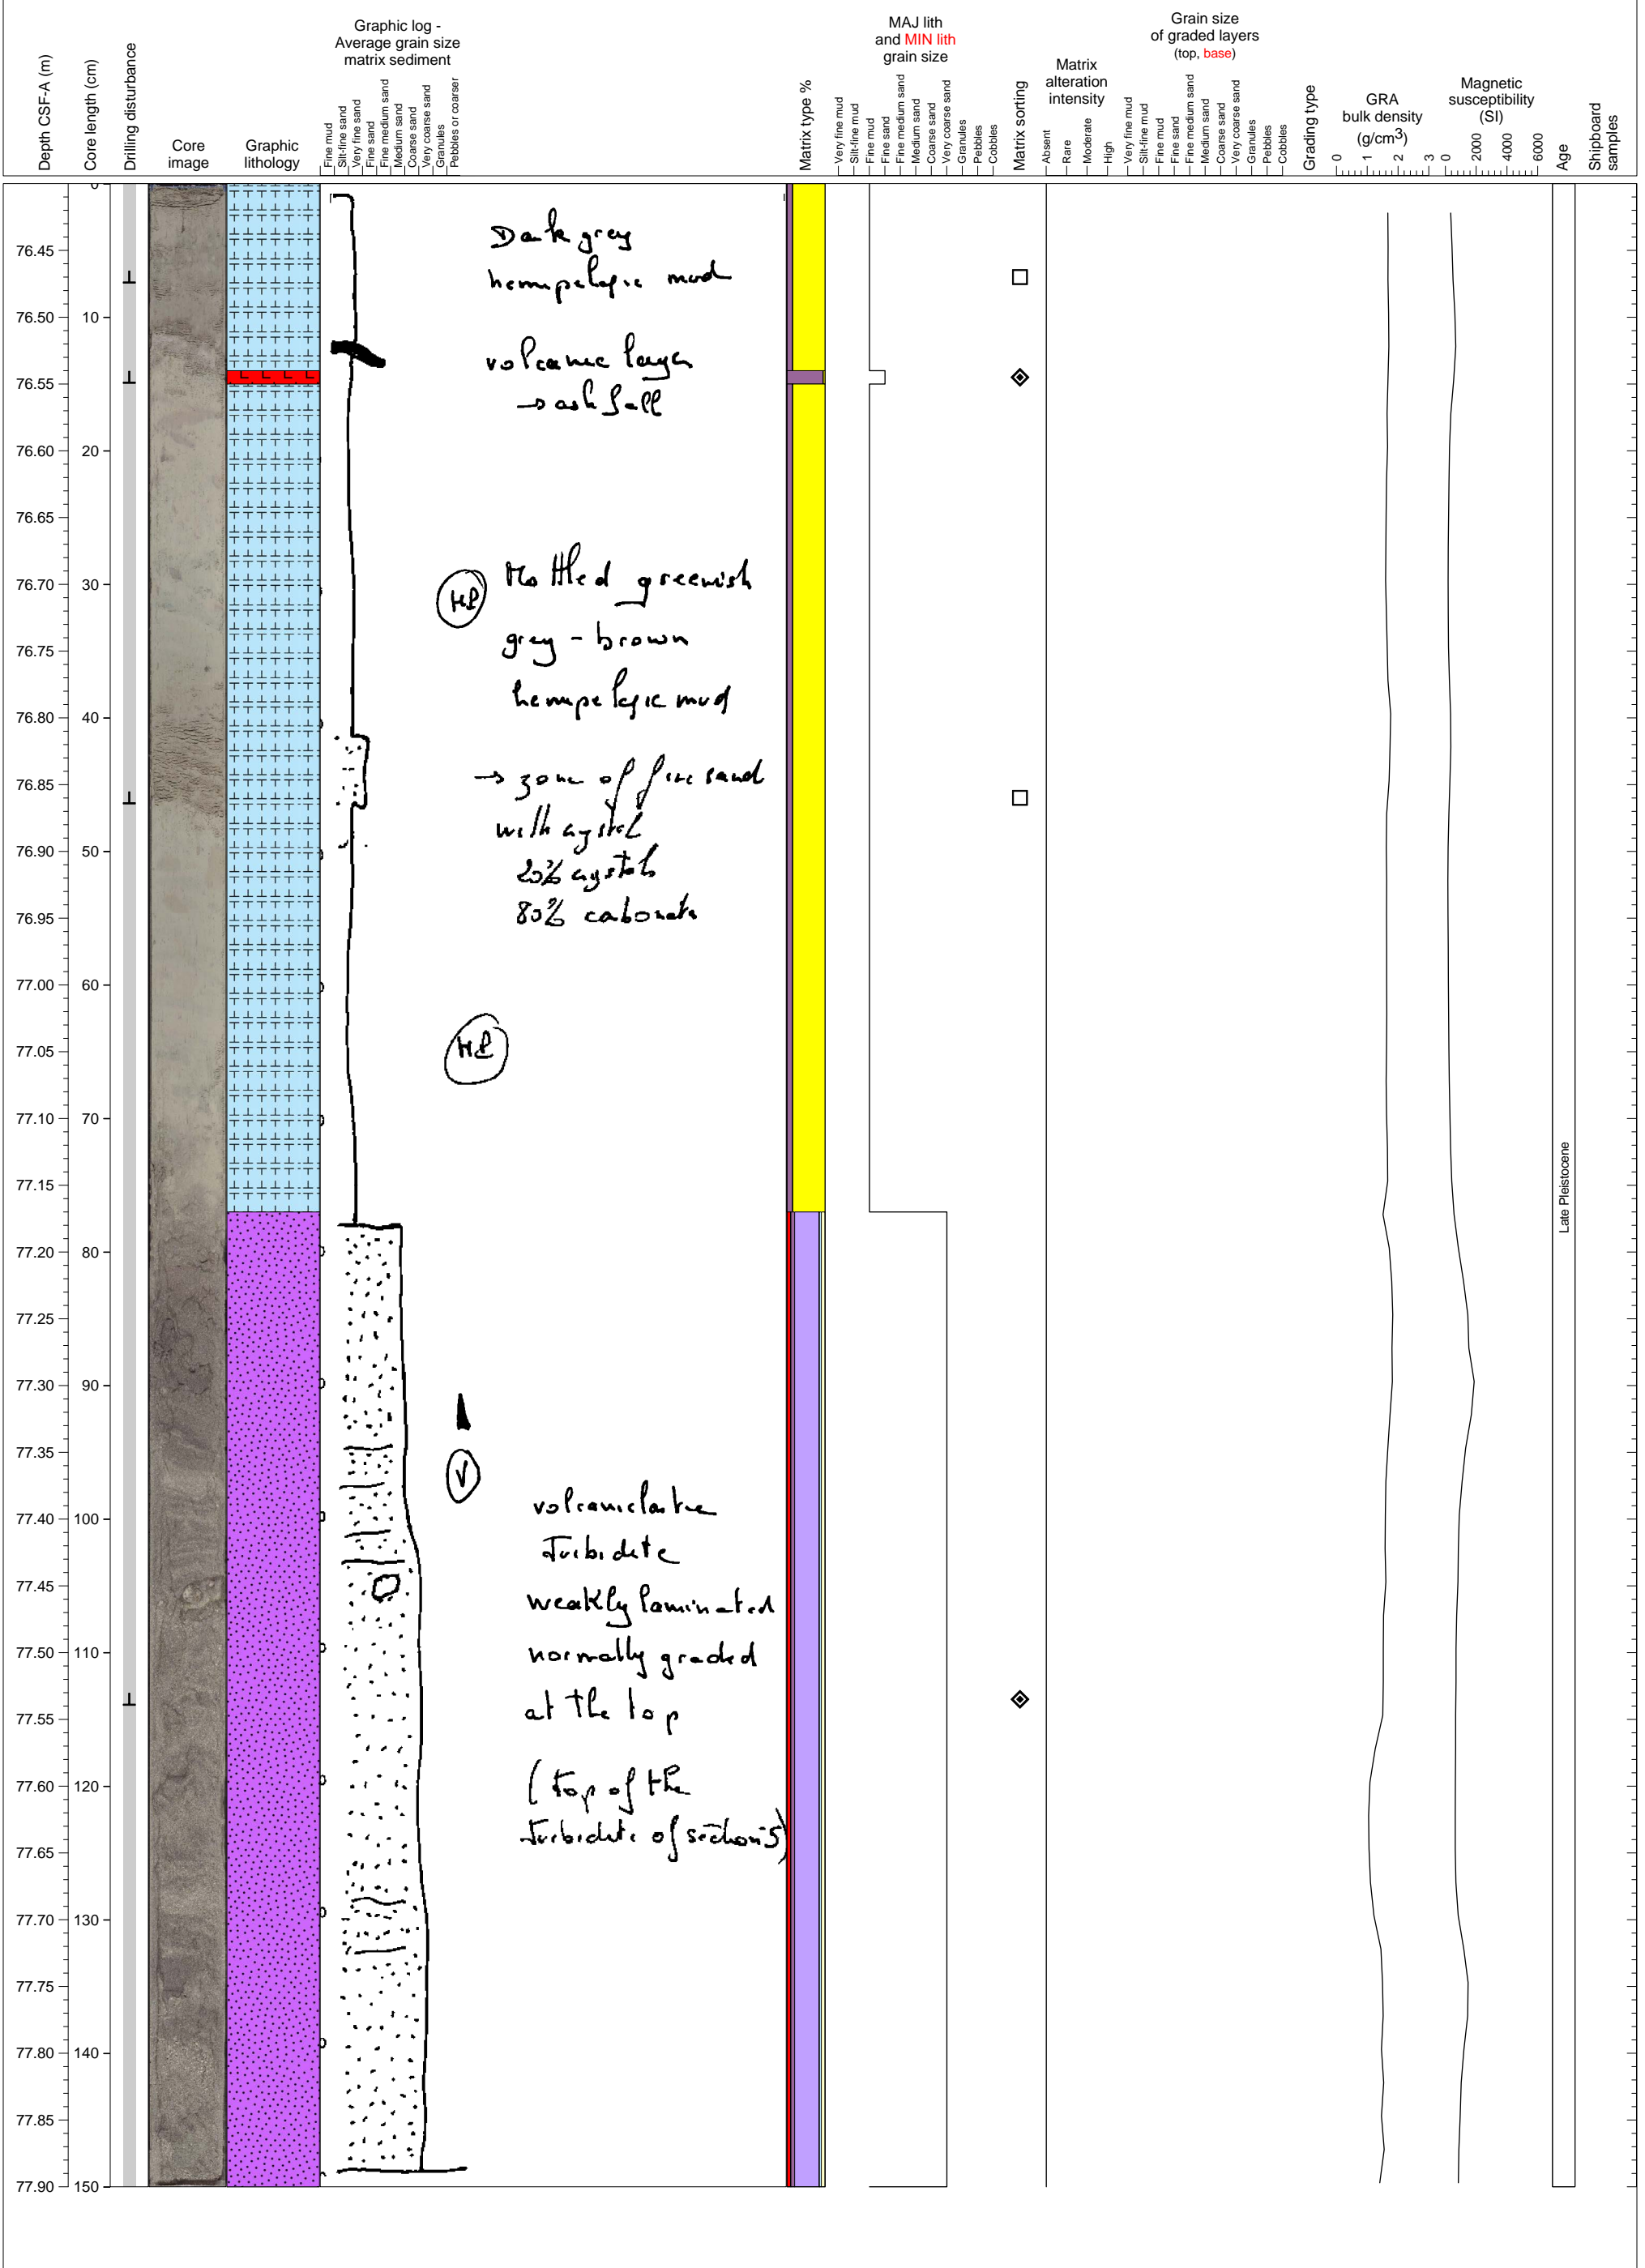 Depth CSF-A (m)
Core length (cm)
Drilling disturbance
Core
image
Graphic
lithology
Graphic log -
Average grain size
matrix sediment
Fine mud
Silt-fine sand
Very fine sand
Fine sand
Fine medium sand
Medium sand
Coarse sand
Very coarse sand
Granules
Pebbles or coarser
Matrix type %
MAJ lith
and MIN lith
grain size
Very fine mud
Silt-fine mud
Fine mud
Fine sand
Fine medium sand
Medium sand
Coarse sand
Very coarse sand
Granules
Pebbles
Cobbles
Matrix sorting
Matrix
alteration
intensity
Absent
Rare
Moderate
High
Grain size
of graded layers
(top, base)
Very fine mud
Silt-fine mud
Fine mud
Fine sand
Fine medium sand
Medium sand
Coarse sand
Very coarse sand
Granules
Pebbles
Cobbles
Grading type
GRA
bulk density
(g/cm3)
0 1 2 3
Magnetic
susceptibility
(SI)
0 2000 4000 6000
Age
Shipboard
samples
0
76.45
76.50 10
76.55
76.60 20
76.65
76.70 30
76.75
76.80 40
76.85
76.90 50
76.95
77.00 60
77.05
77.10 70
77.15
77.20 80
77.25
77.30 90
77.35
77.40 100
77.45
77.50 110
77.55
77.60 120
77.65
77.70 130
77.75
77.80 140
77.85
77.90 150
Dark grey
hemipelagic mud
volcanic layer
→ ash fall
HP
Mottled greenish
grey - brown
hemipelagic mud
→ zone of fine sand
with crystal
20% crystals
80% carbonate
HP
V
volcaniclastic
Turbidite
weakly laminated
normally graded
at the top
(top of the
turbidite of section 5)
Late Pleistocene